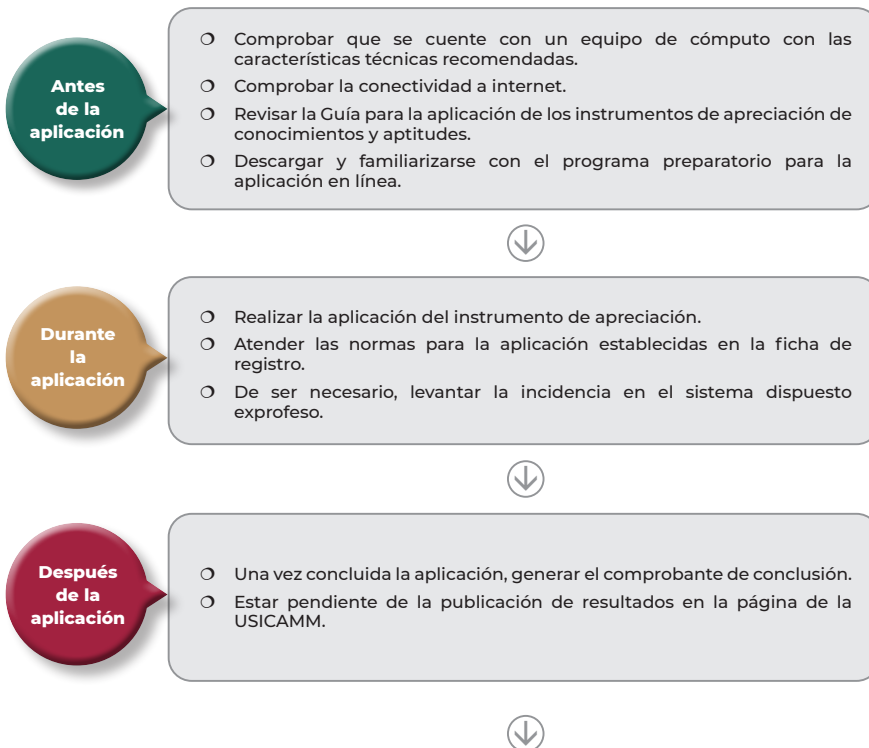 Antes
de la
aplicación
❍ Comprobar que se cuente con un equipo de cómputo con las
características técnicas recomendadas.
❍ Comprobar la conectividad a internet.
❍ Revisar la Guía para la aplicación de los instrumentos de apreciación de
conocimientos y aptitudes.
❍ Descargar y familiarizarse con el programa preparatorio para la
aplicación en línea.
Durante
la
aplicación
❍ Realizar la aplicación del instrumento de apreciación.
❍ Atender las normas para la aplicación establecidas en la ficha de
registro.
❍ De ser necesario, levantar la incidencia en el sistema dispuesto
exprofeso.
Después
de la
aplicación
❍ Una vez concluida la aplicación, generar el comprobante de conclusión.
❍ Estar pendiente de la publicación de resultados en la página de la
USICAMM.